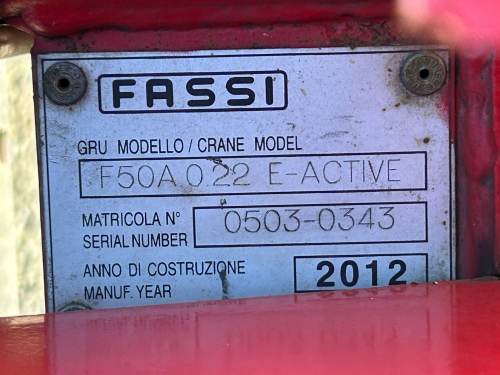 FASSI
GRU MODELLO / CRANE MODEL
F50A.0.22 E-ACTIVE
MATRICOLA N° 0503-0343
SERIAL NUMBER
ANNO DI COSTRUZIONE 2012
MANUF. YEAR